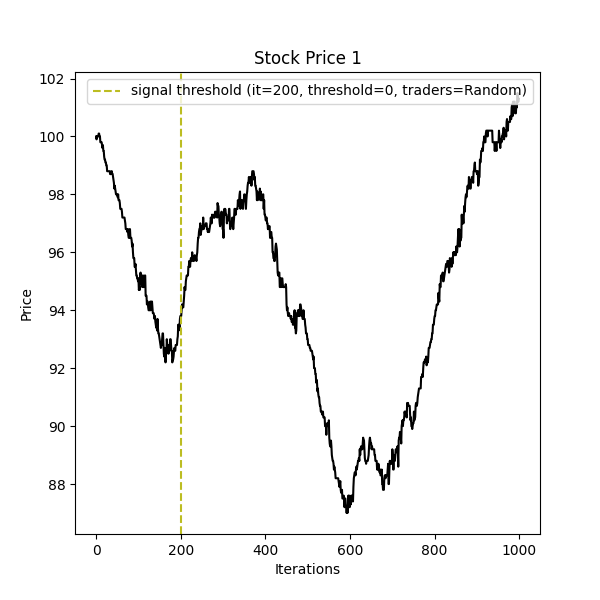 Stock Price 1
signal threshold (it=200, threshold=0, traders=Random)
102
100
98
96
94
92
90
88
Price
0 200 400 600 800 1000
Iterations